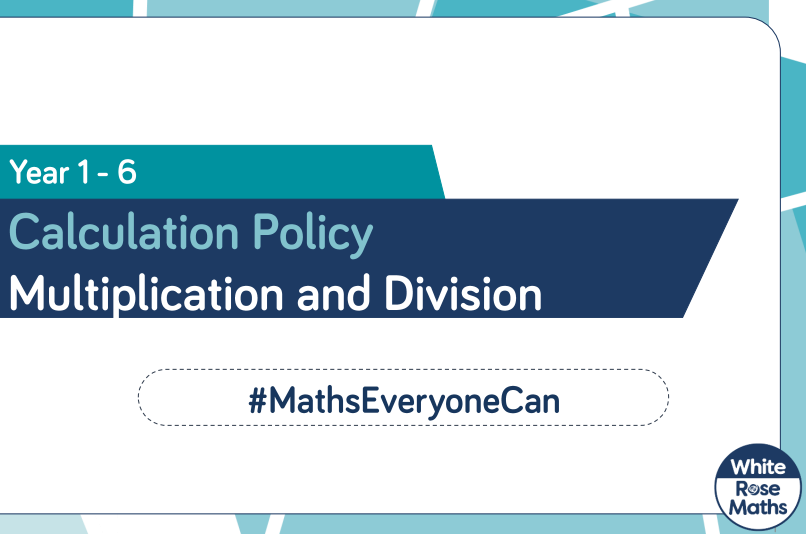 Year 1 - 6
Calculation Policy
Multiplication and Division
#MathsEveryoneCan
White
Rose
Maths